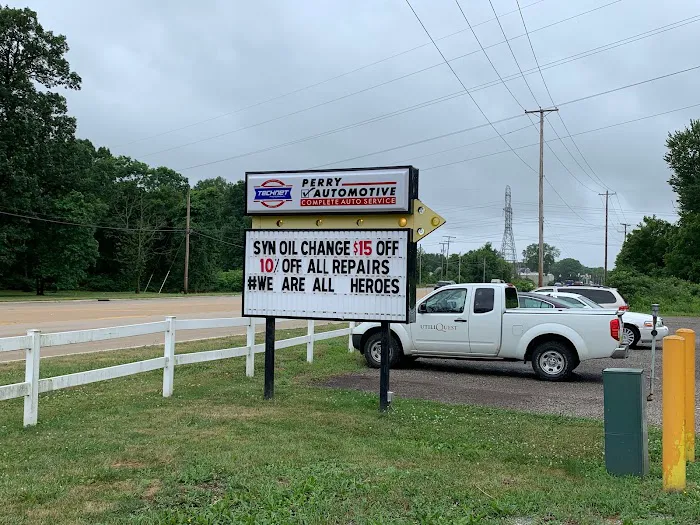 TECHNET
PERRY
AUTOMOTIVE
COMPLETE AUTO SERVICE
SYN OIL CHANGE $15 OFF
10% OFF ALL REPAIRS
#WE ARE ALL HEROES
UTILIQUEST